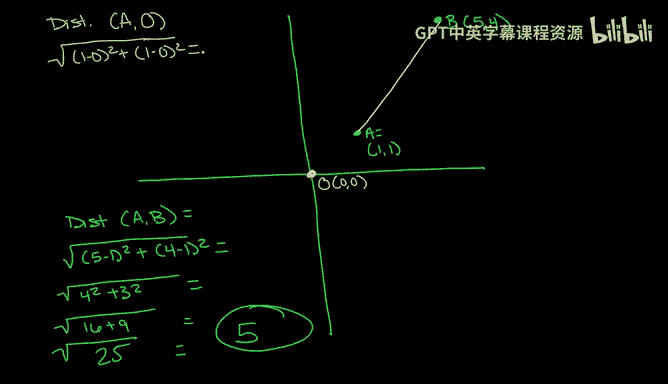 Dist. (A,O)
√(1-0)² + (1-0)² =.
B (5,4)
GPT中英字幕课程资源 bilibili
A=
(1,1)
O(0,0)
Dist (A,B) =
√(5-1)² + (4-1)² =
√4² + 3² =
√16 + 9 =
√25 =
5